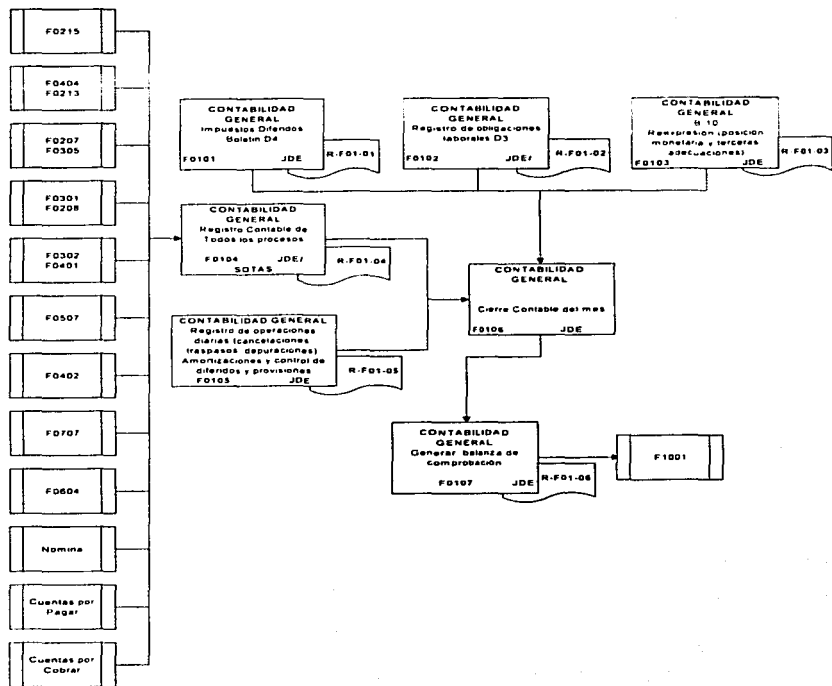 F0215
F0404
F0213
F0207
F0305
F0301
F0208
F0302
F0401
F0507
F0402
F0707
F0604
Nomina
Cuentas por
Pagar
Cuentas por
Cobrar
CONTABILIDAD
GENERAL
Impuestos Diferidos
Boletin D4
F0101 JDE
R-F01-01
CONTABILIDAD
GENERAL
Registro de obligaciones
laborales D3
F0102 JDE/
R-F01-02
CONTABILIDAD
GENERAL
B 10
Reexpresión (posición
monetaria y terceras
adecuaciones)
F0103 JDE
R-F01-03
CONTABILIDAD
GENERAL
Registro Contable de
Todos los procesos
F0104 JDE/
SOTAS
R-F01-04
CONTABILIDAD GENERAL
Registro de operaciones
diarias (cancelaciones
traspasos depuraciones)
Amortizaciones y control de
diferidos y provisiones
F0105 JDE
R-F01-05
CONTABILIDAD
GENERAL
Cierre Contable del mes
F0106 JDE
CONTABILIDAD
GENERAL
Generar balanza de
comprobación
F0107 JDE
R-F01-06
F1001